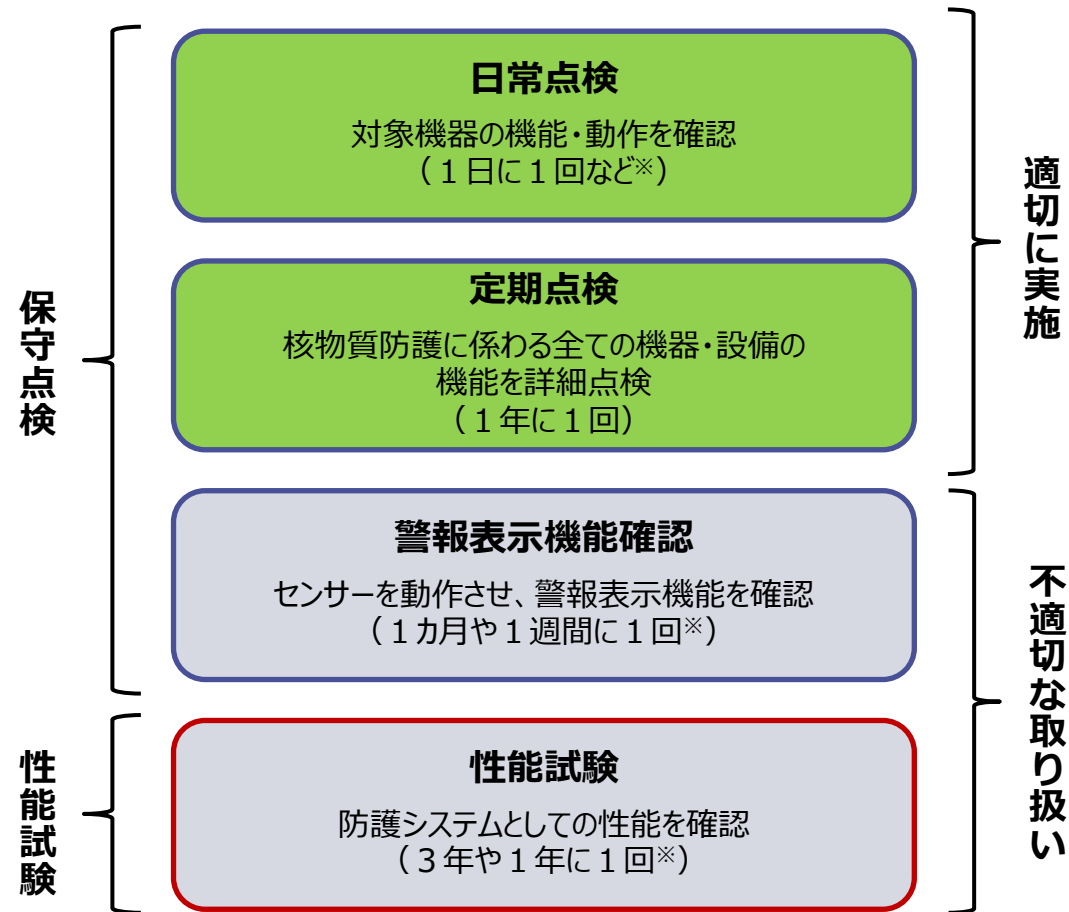 保守点検
日常点検
対象機器の機能・動作を確認
（１日に１回など※）
適切に実施
定期点検
核物質防護に係わる全ての機器・設備の
機能を詳細点検
（１年に１回）
警報表示機能確認
センサーを動作させ、警報表示機能を確認
（１カ月や１週間に１回※）
不適切な取り扱い
性能試験
性能試験
防護システムとしての性能を確認
（３年や１年に１回※）